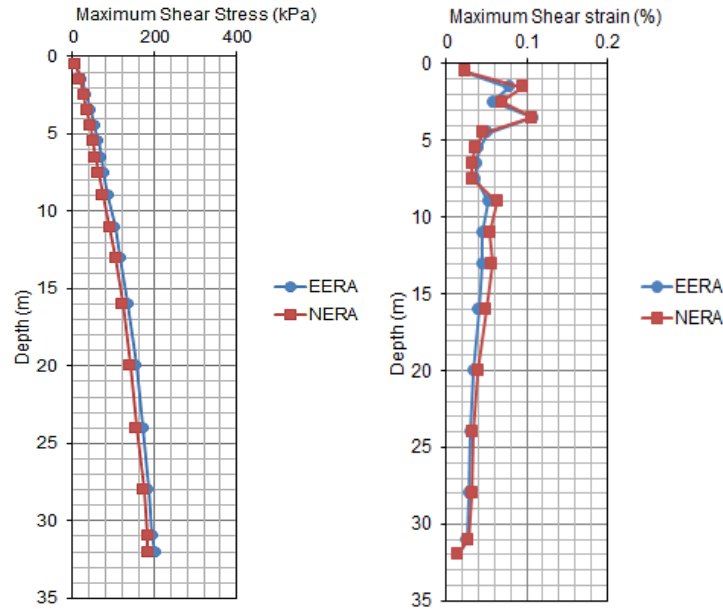 Maximum Shear Stress (kPa)
0 200 400
0
5
10
15
20
25
30
35
Depth (m)
EERA
NERA
Maximum Shear strain (%)
0 0.1 0.2
0
5
10
15
20
25
30
35
Depth (m)
EERA
NERA